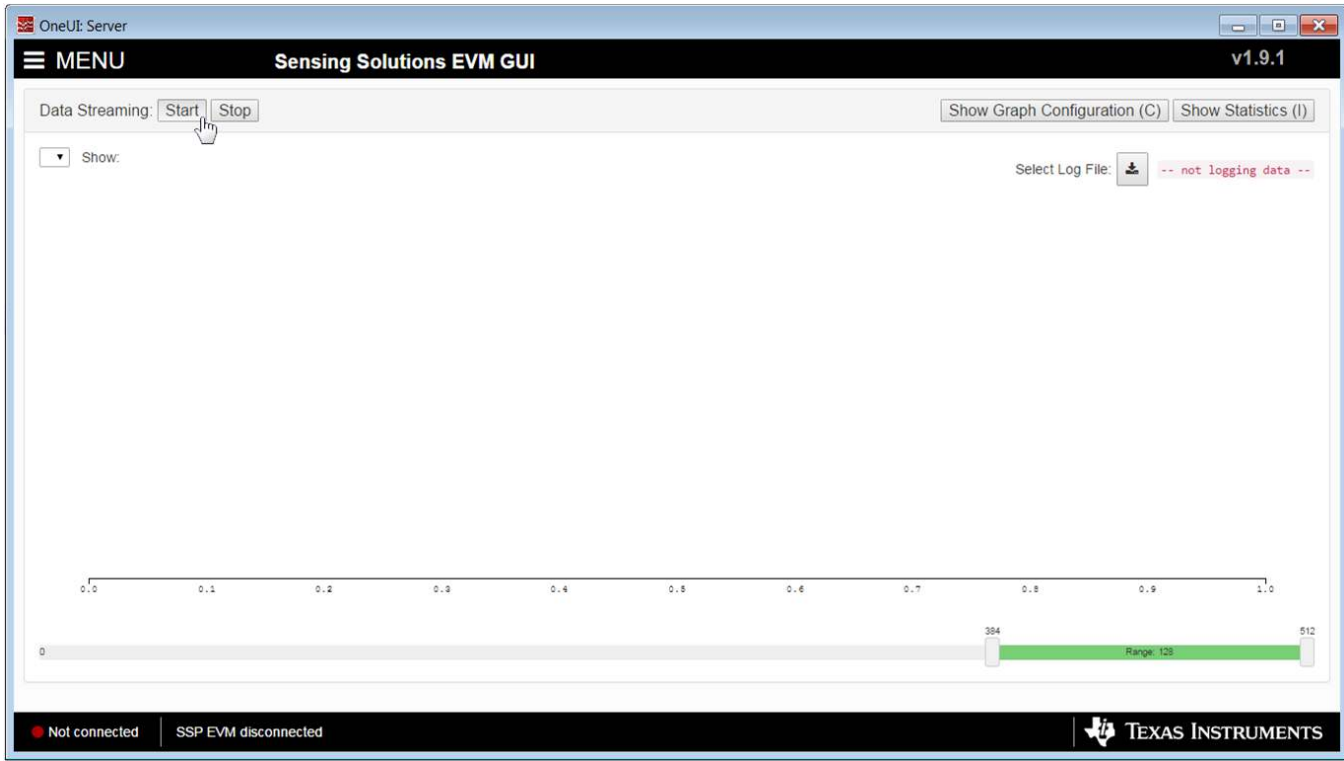 OneUI: Server
MENU Sensing Solutions EVM GUI v1.9.1
Data Streaming: Start Stop Show Graph Configuration (C) Show Statistics (I)
Show: Select Log File: -- not logging data --
0.0 0.1 0.2 0.3 0.4 0.5 0.6 0.7 0.8 0.9 1.0
384 512
0 Range: 128
Not connected SSP EVM disconnected TEXAS INSTRUMENTS